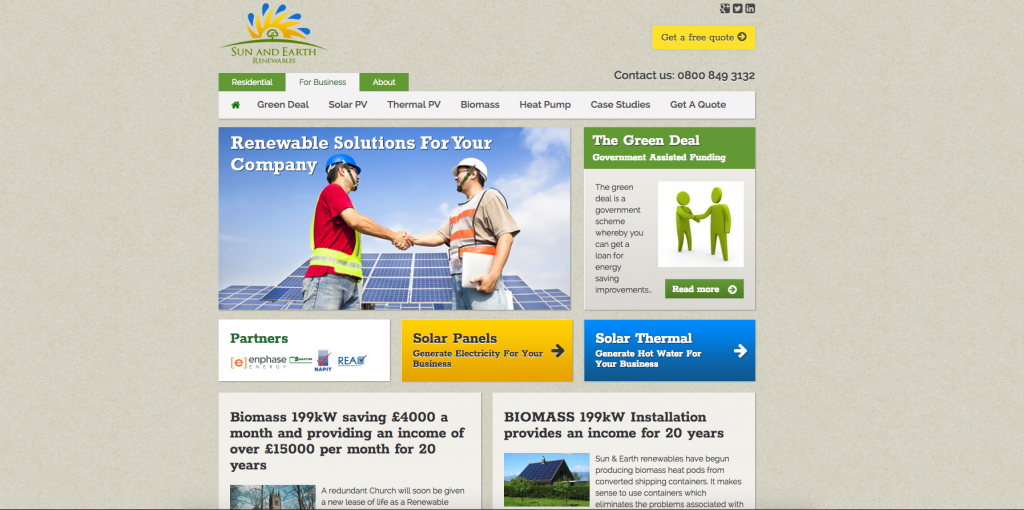 SUN AND EARTH
RENEWABLES
Get a free quote
Contact us: 0800 849 3132
Residential
For Business
About
Green Deal
Solar PV
Thermal PV
Biomass
Heat Pump
Case Studies
Get A Quote
Renewable Solutions For Your
Company
The Green Deal
Government Assisted Funding
The green
deal is a
government
scheme
whereby you
can get a
loan for
energy
saving
improvements..
Read more
Partners
[e] enphase
ENERGY
NAPIT
REAL
Solar Panels
Generate Electricity For Your
Business
Solar Thermal
Generate Hot Water For
Your Business
Biomass 199kW saving £4000 a
month and providing an income of
over £15000 per month for 20
years
A redundant Church will soon be given
a new lease of life as a Renewable
BIOMASS 199kW Installation
provides an income for 20 years
Sun & Earth renewables have begun
producing biomass heat pods from
converted shipping containers. It makes
sense to use containers which
eliminates the problems associated with